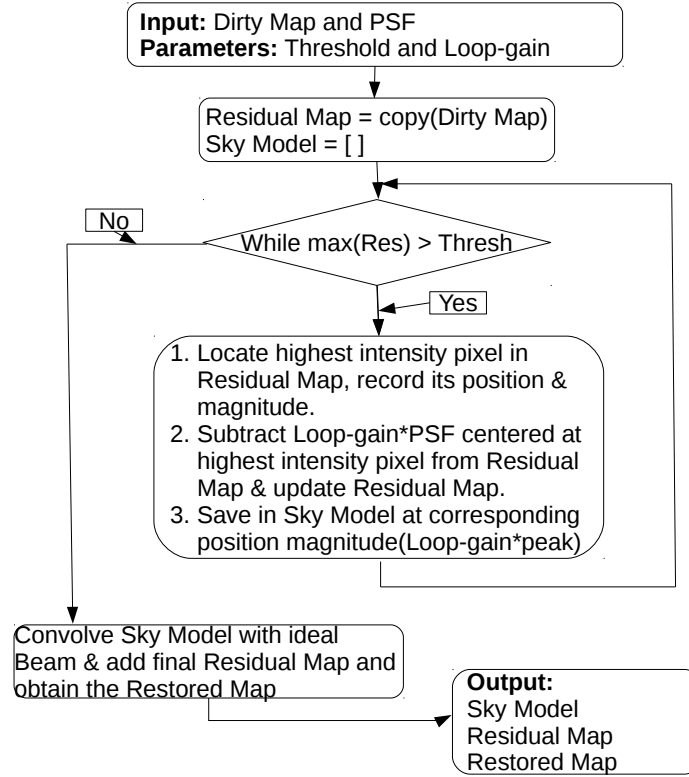 Input: Dirty Map and PSF
Parameters: Threshold and Loop-gain
Residual Map = copy(Dirty Map)
Sky Model = [ ]
No
While max(Res) > Thresh
Yes
1. Locate highest intensity pixel in
Residual Map, record its position &
magnitude.
2. Subtract Loop-gain*PSF centered at
highest intensity pixel from Residual
Map & update Residual Map.
3. Save in Sky Model at corresponding
position magnitude(Loop-gain*peak)
Convolve Sky Model with ideal
Beam & add final Residual Map and
obtain the Restored Map
Output:
Sky Model
Residual Map
Restored Map